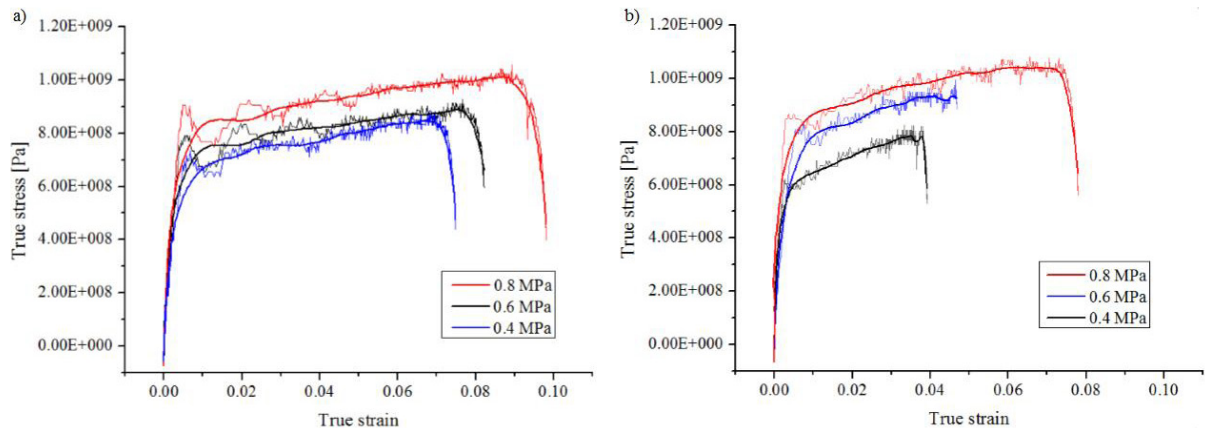 a)
1.20E+009
1.00E+009
8.00E+008
6.00E+008
4.00E+008
2.00E+008
0.00E+000
True stress [Pa]
0.8 MPa
0.6 MPa
0.4 MPa
0.00 0.02 0.04 0.06 0.08 0.10
True strain
b)
1.20E+009
1.00E+009
8.00E+008
6.00E+008
4.00E+008
2.00E+008
0.00E+000
True stress [Pa]
0.8 MPa
0.6 MPa
0.4 MPa
0.00 0.02 0.04 0.06 0.08 0.10
True strain